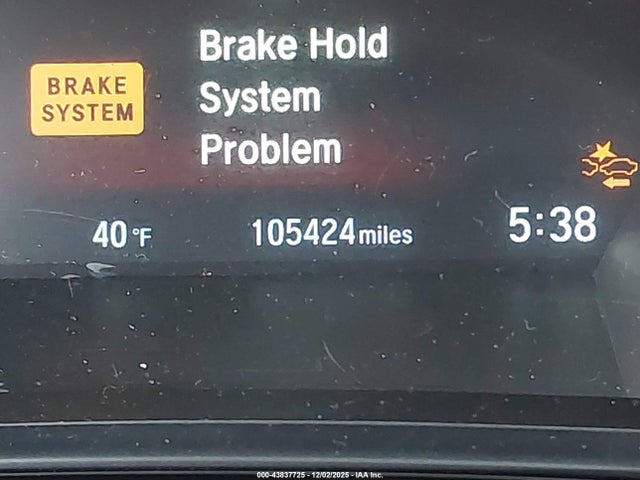 Brake Hold
BRAKE
SYSTEM
System
Problem
40 °F
105424 miles
5:38
000-43837725 - 12/02/2025 - IAA Inc.